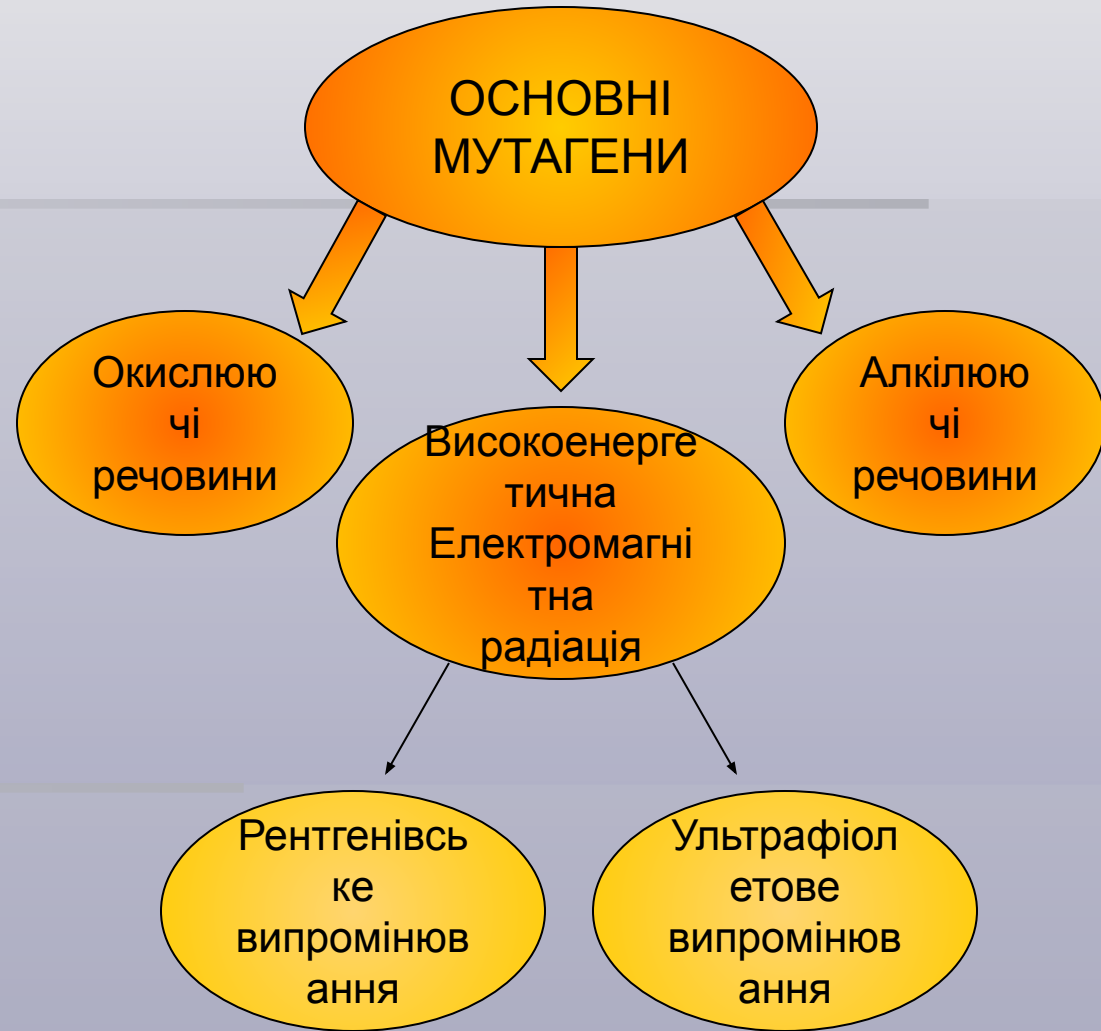 ОСНОВНІ
МУТАГЕНИ
Окислюю
чі
речовини
Високоенерге
тична
Електромагні
тна
радіація
Алкілюю
чі
речовини
Рентгенівсь
ке
випромінюв
ання
Ультрафіол
етове
випромінюв
ання